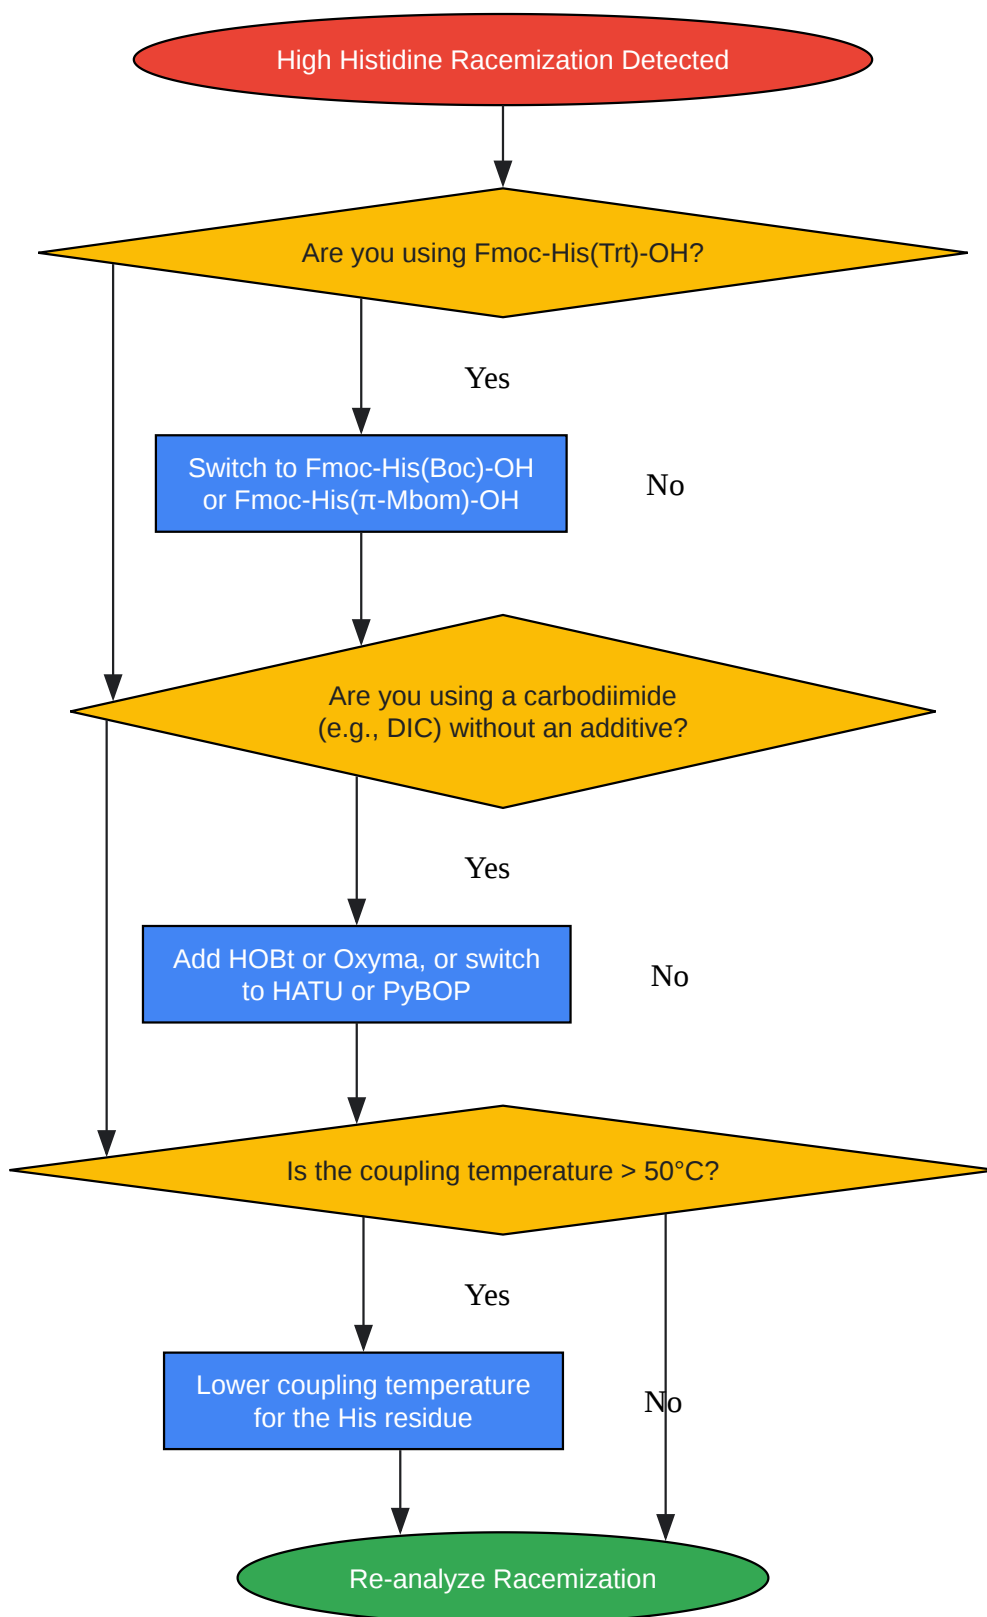 High Histidine Racemization Detected
Are you using Fmoc-His(Trt)-OH?
Yes
Switch to Fmoc-His(Boc)-OH
or Fmoc-His(π-Mbom)-OH
No
Are you using a carbodiimide
(e.g., DIC) without an additive?
Yes
Add HOBt or Oxyma, or switch
to HATU or PyBOP
No
Is the coupling temperature > 50°C?
Yes
Lower coupling temperature
for the His residue
No
Re-analyze Racemization